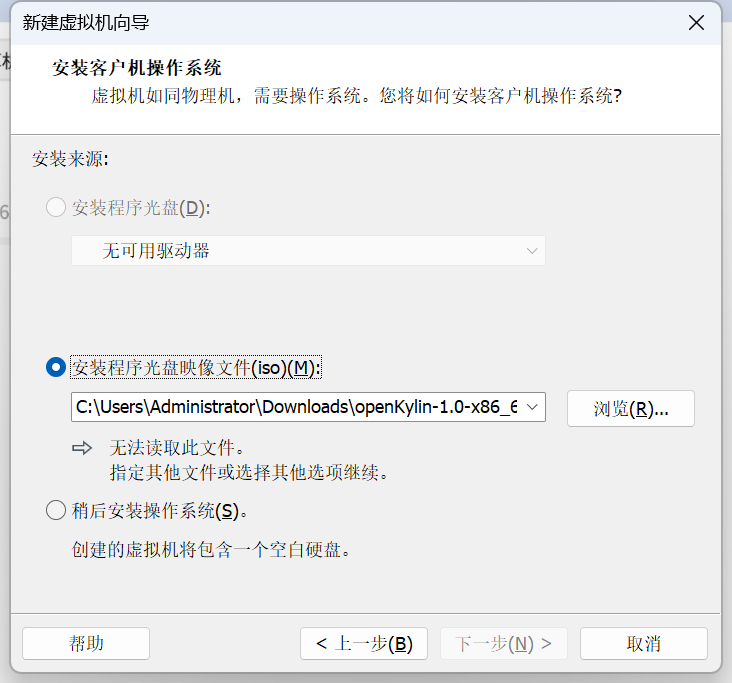 新建虚拟机向导
安装客户机操作系统
虚拟机如同物理机，需要操作系统。您将如何安装客户机操作系统?
安装来源:
安装程序光盘(D):
无可用驱动器
安装程序光盘映像文件(iso)(M):
C:\Users\Administrator\Downloads\openKylin-1.0-x86_6
浏览(R)...
无法读取此文件。
指定其他文件或选择其他选项继续。
稍后安装操作系统(S)。
创建的虚拟机将包含一个空白硬盘。
帮助
< 上一步(B)
下一步(N) >
取消